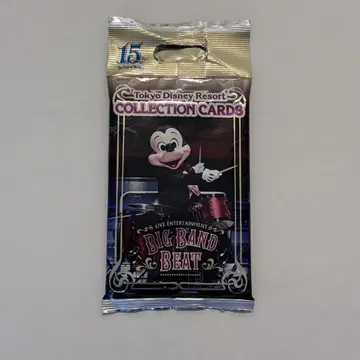 15
Tokyo Disney Resort
COLLECTION CARDS
LIVE ENTERTAINMENT
BIG BAND
BEAT